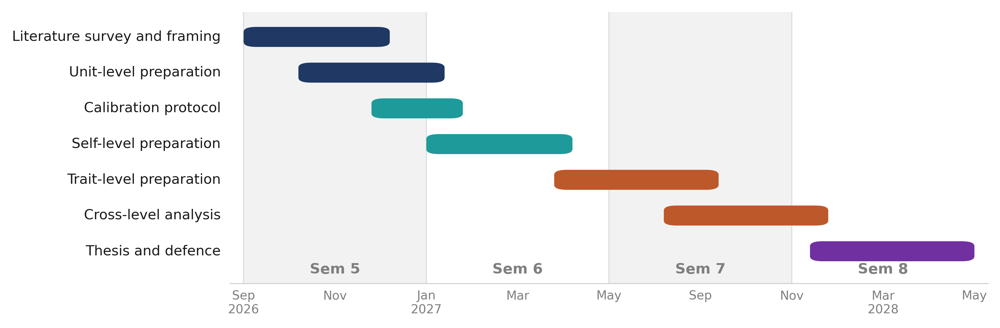 Literature survey and framing
Unit-level preparation
Calibration protocol
Self-level preparation
Trait-level preparation
Cross-level analysis
Thesis and defence
Sem 5
Sem 6
Sem 7
Sem 8
Sep
2026
Nov
Jan
2027
Mar
May
Sep
Nov
Mar
2028
May